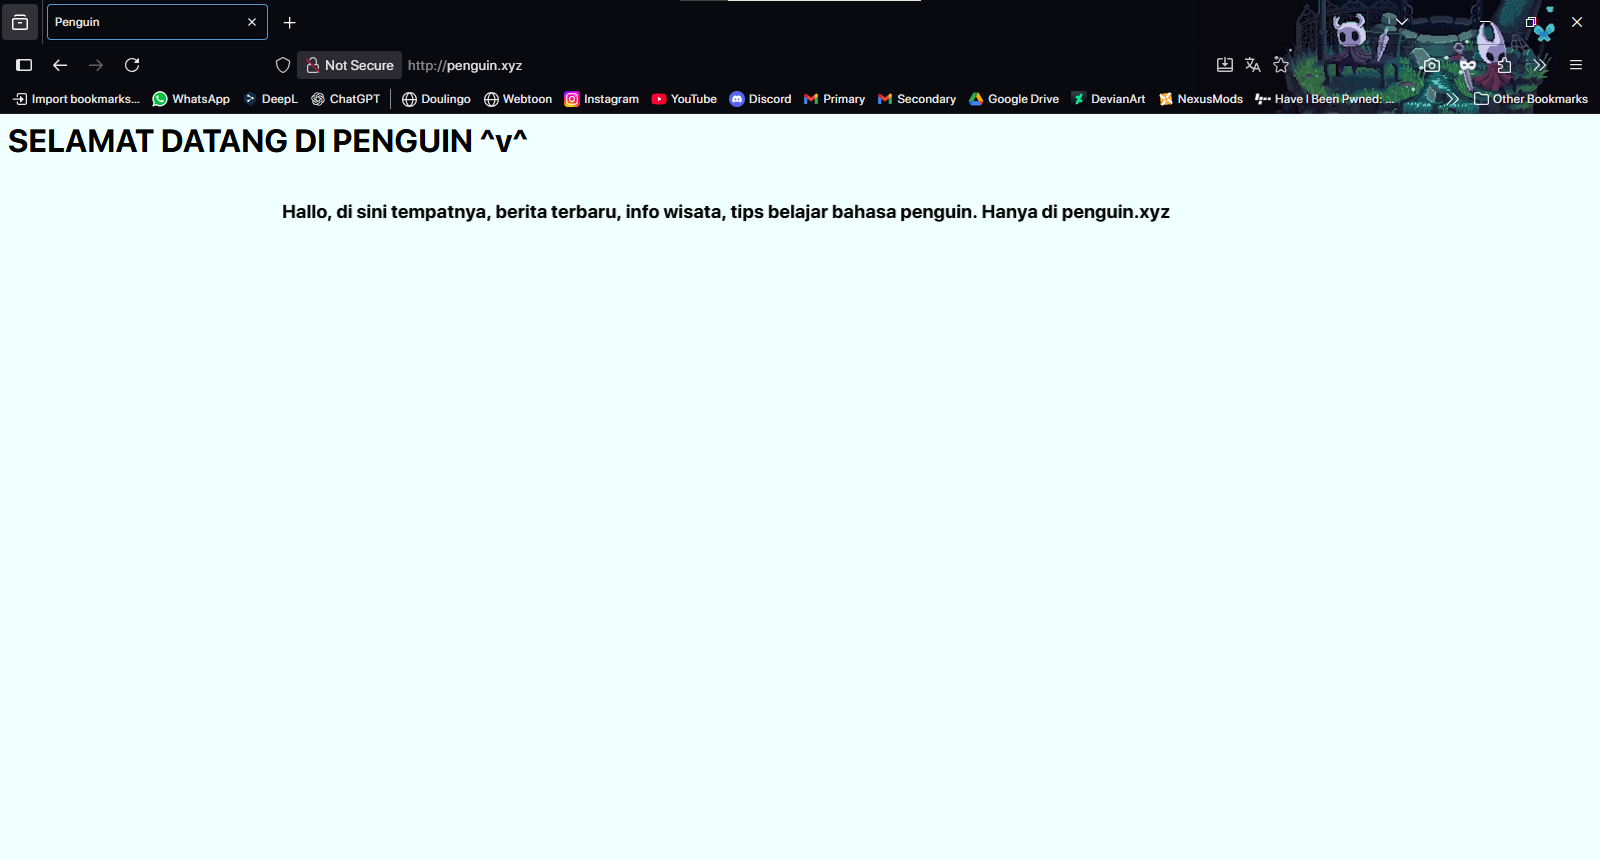 Penguin
Not Secure http://penguin.xyz
Import bookmarks... WhatsApp DeepL ChatGPT Doulingo Webtoon Instagram YouTube Discord Primary Secondary Google Drive DevianArt NexusMods Have I Been Pwned: ... Other Bookmarks
SELAMAT DATANG DI PENGUIN ^v^
Hallo, di sini tempatnya, berita terbaru, info wisata, tips belajar bahasa penguin. Hanya di penguin.xyz